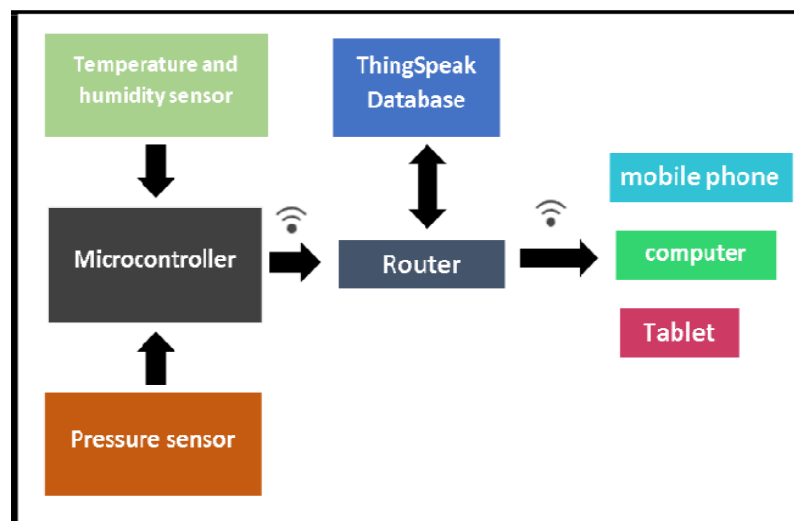 Temperature and
humidity sensor
ThingSpeak
Database
mobile phone
Microcontroller
Router
computer
Tablet
Pressure sensor